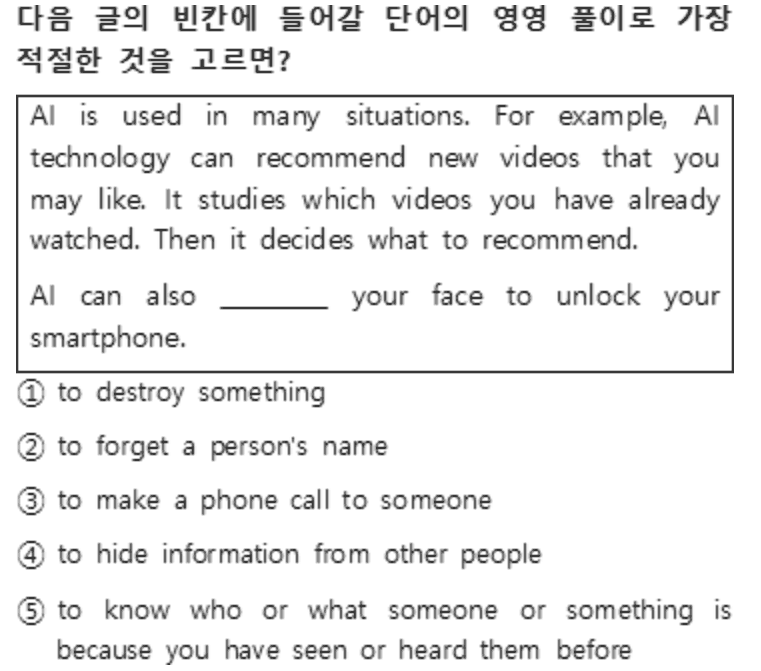 다음 글의 빈칸에 들어갈 단어의 영영 풀이로 가장
적절한 것을 고르면?
AI is used in many situations. For example, AI
technology can recommend new videos that you
may like. It studies which videos you have already
watched. Then it decides what to recommend.
AI can also ________ your face to unlock your
smartphone.
① to destroy something
② to forget a person's name
③ to make a phone call to someone
④ to hide information from other people
⑤ to know who or what someone or something is
because you have seen or heard them before